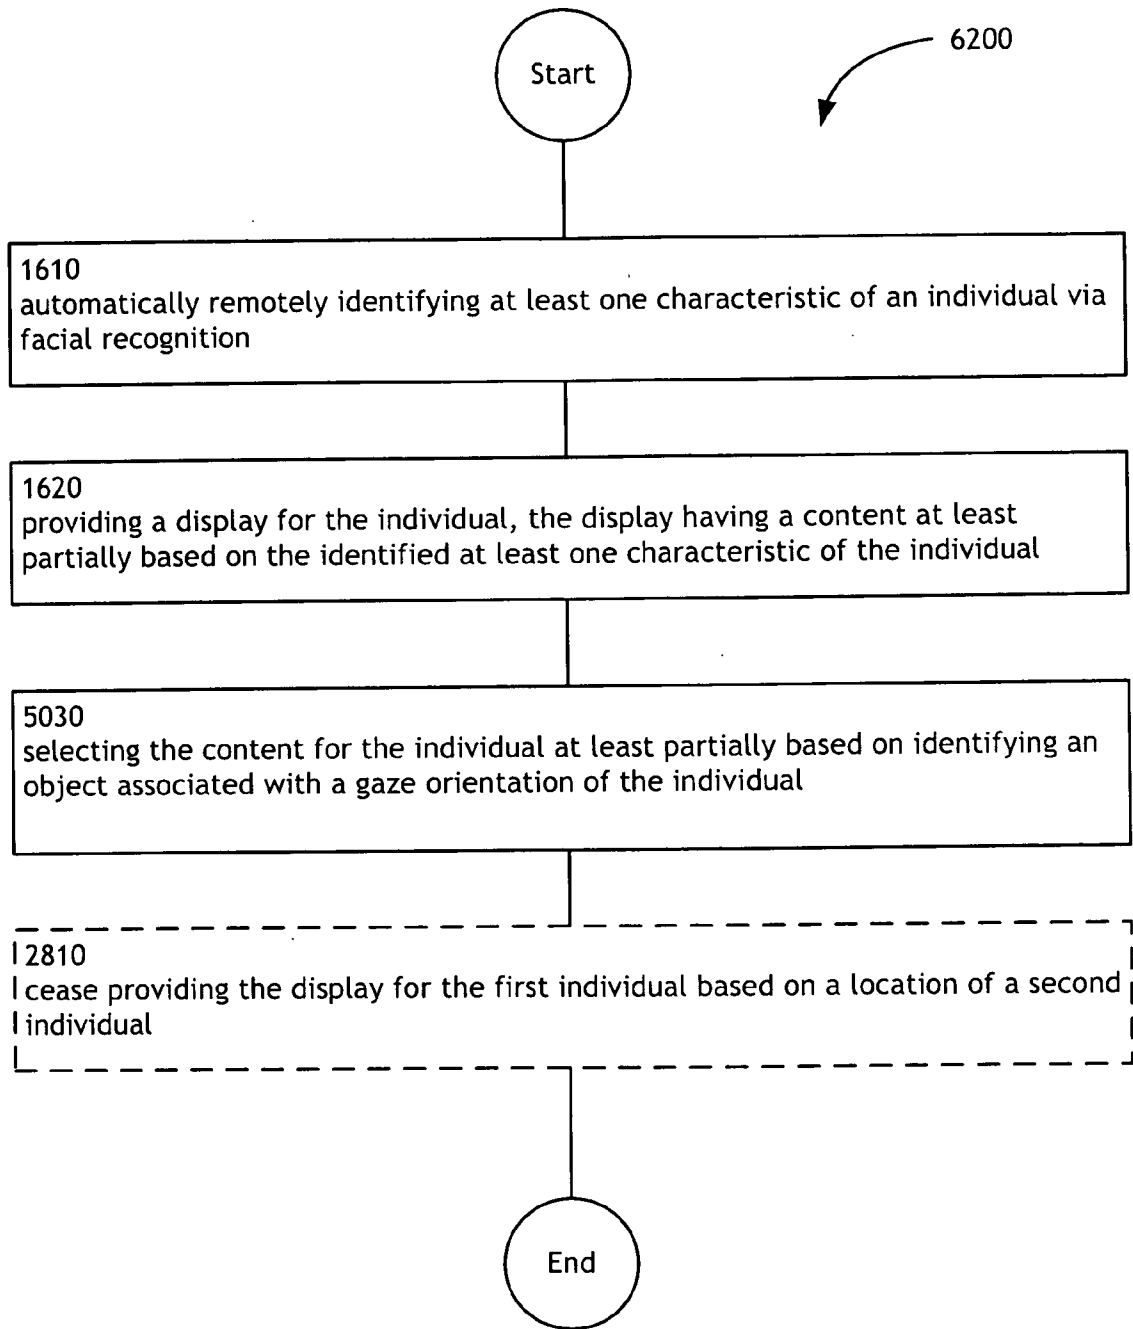 Start
6200
1610
automatically remotely identifying at least one characteristic of an individual via
facial recognition
1620
providing a display for the individual, the display having a content at least
partially based on the identified at least one characteristic of the individual
5030
selecting the content for the individual at least partially based on identifying an
object associated with a gaze orientation of the individual
2810
cease providing the display for the first individual based on a location of a second
individual
End